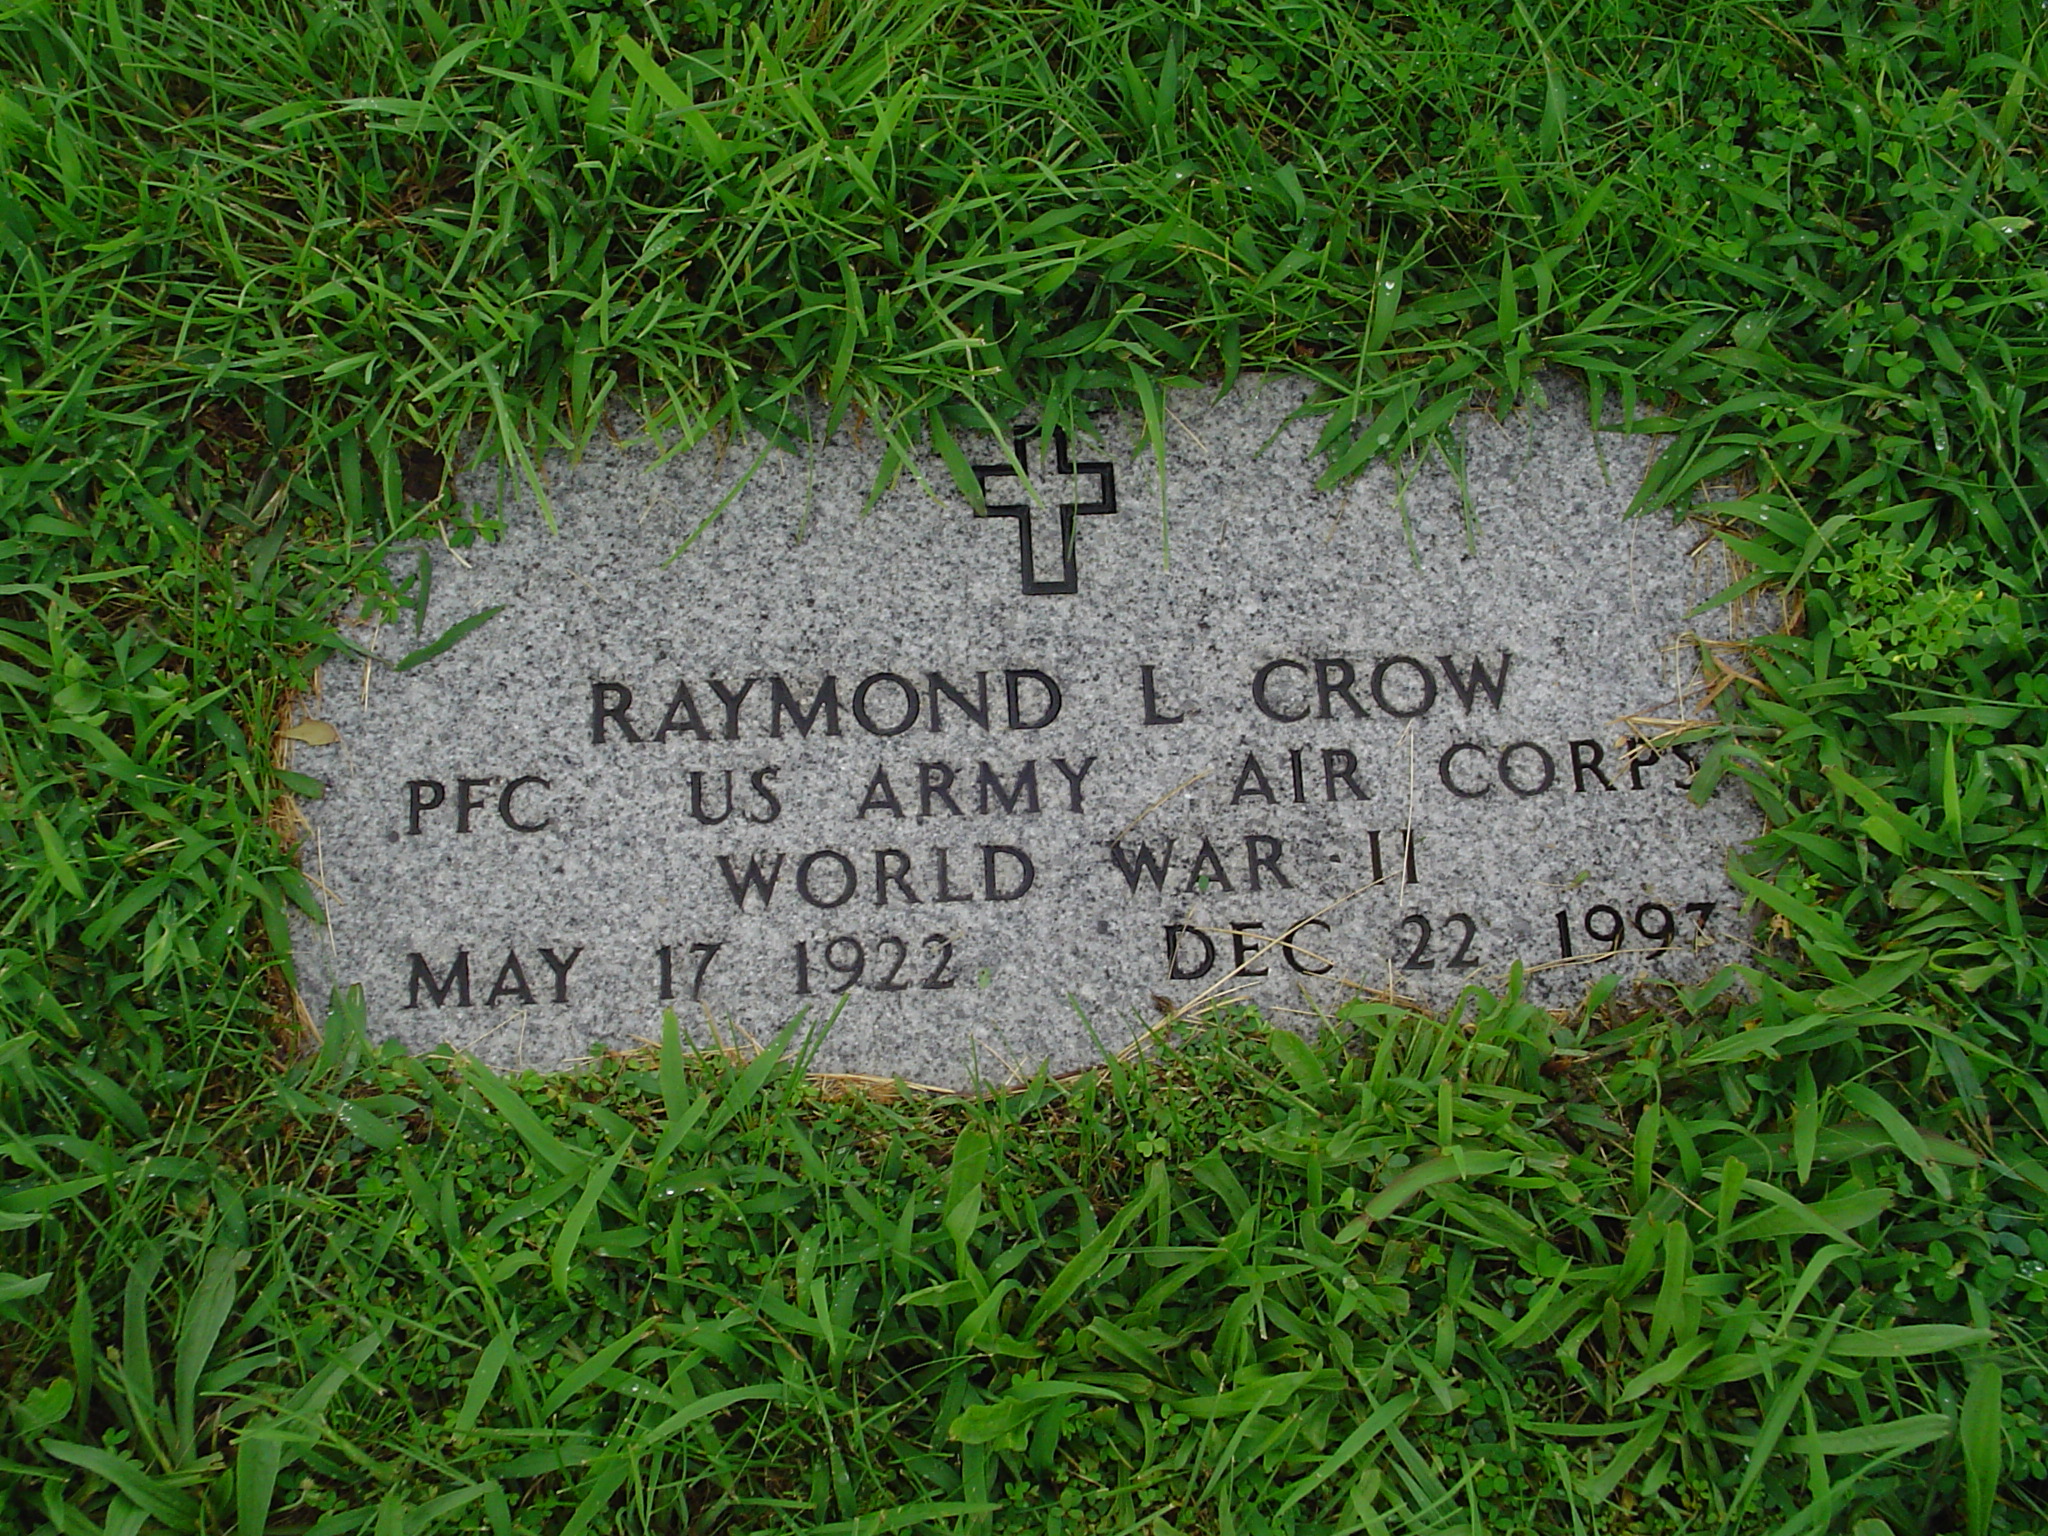 RAYMOND L CROW
PFC US ARMY AIR CORPS
WORLD WAR II
MAY 17 1922 DEC 22 1997